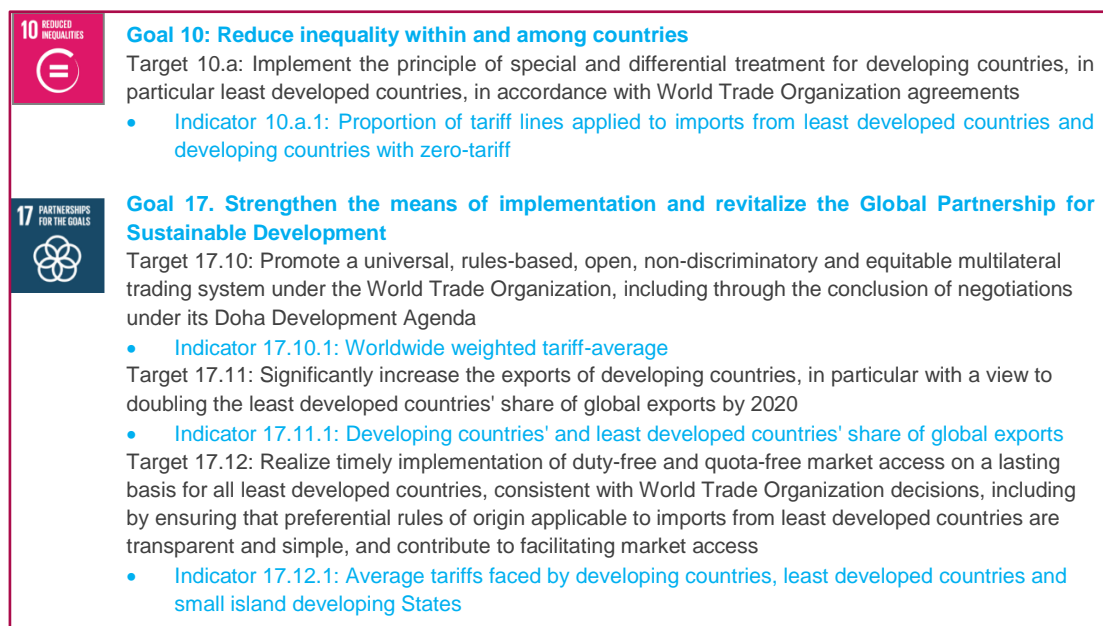 10 REDUCED
INEQUALITIES
Goal 10: Reduce inequality within and among countries
Target 10.a: Implement the principle of special and differential treatment for developing countries, in
particular least developed countries, in accordance with World Trade Organization agreements
• Indicator 10.a.1: Proportion of tariff lines applied to imports from least developed countries and
developing countries with zero-tariff
17 PARTNERSHIPS
FOR THE GOALS
Goal 17. Strengthen the means of implementation and revitalize the Global Partnership for
Sustainable Development
Target 17.10: Promote a universal, rules-based, open, non-discriminatory and equitable multilateral
trading system under the World Trade Organization, including through the conclusion of negotiations
under its Doha Development Agenda
• Indicator 17.10.1: Worldwide weighted tariff-average
Target 17.11: Significantly increase the exports of developing countries, in particular with a view to
doubling the least developed countries' share of global exports by 2020
• Indicator 17.11.1: Developing countries' and least developed countries' share of global exports
Target 17.12: Realize timely implementation of duty-free and quota-free market access on a lasting
basis for all least developed countries, consistent with World Trade Organization decisions, including
by ensuring that preferential rules of origin applicable to imports from least developed countries are
transparent and simple, and contribute to facilitating market access
• Indicator 17.12.1: Average tariffs faced by developing countries, least developed countries and
small island developing States